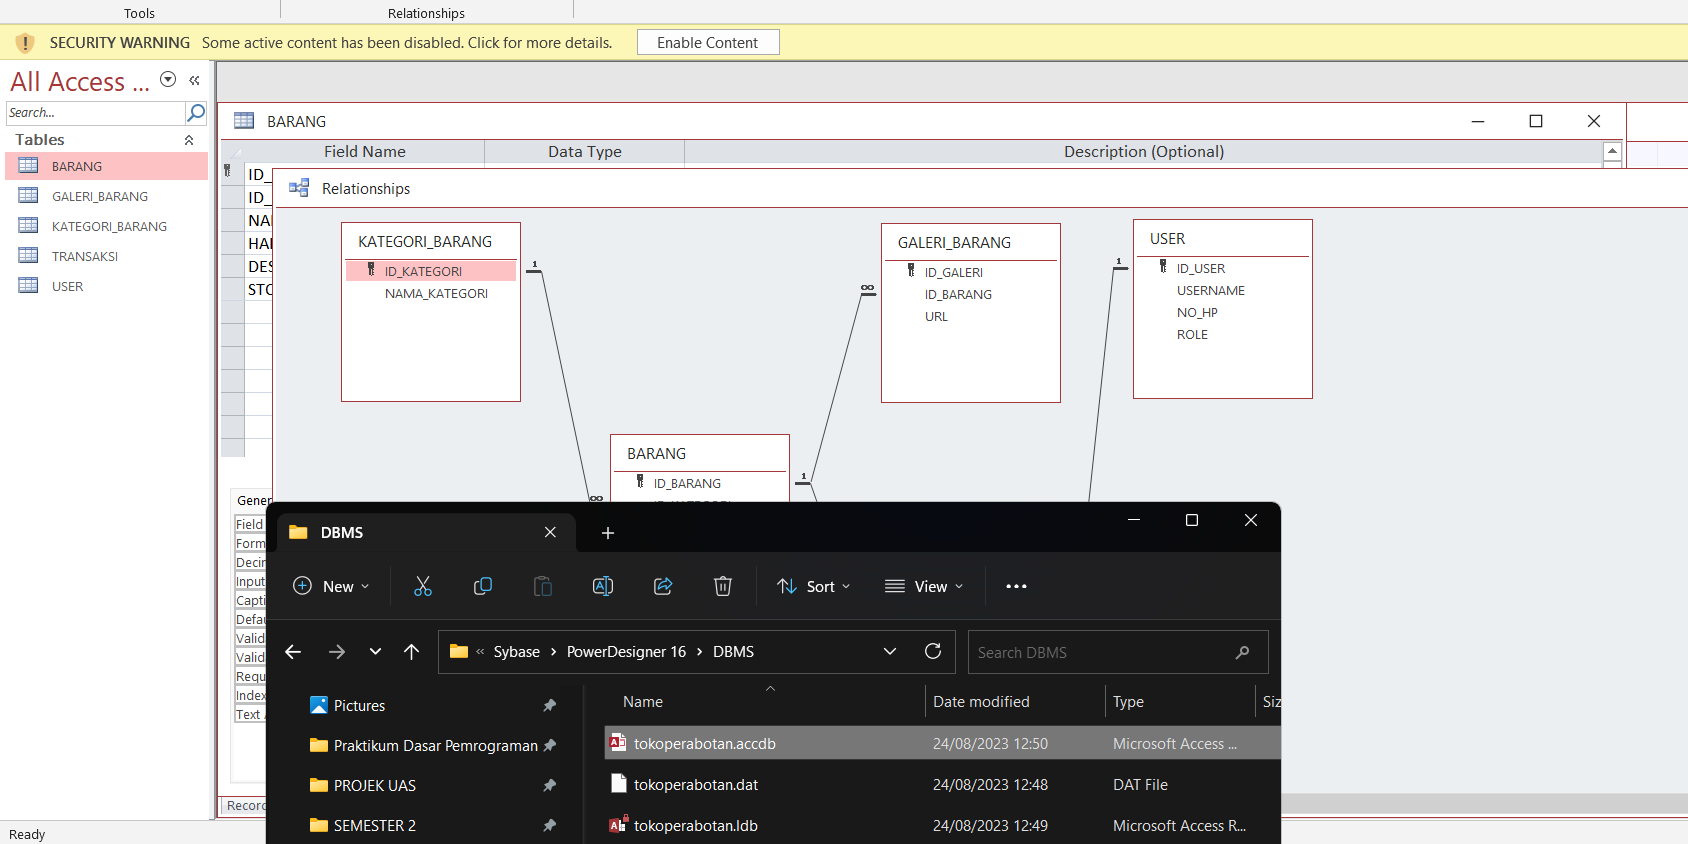 Tools
Relationships
SECURITY WARNING Some active content has been disabled. Click for more details. Enable Content
All Access ...
Search...
Tables
BARANG
GALERI_BARANG
KATEGORI_BARANG
TRANSAKSI
USER
BARANG
Field Name Data Type Description (Optional)
ID_
ID_
NA
HA
DES
STO
Relationships
KATEGORI_BARANG
ID_KATEGORI
NAMA_KATEGORI
1
∞
GALERI_BARANG
ID_GALERI
ID_BARANG
URL
∞
1
USER
ID_USER
USERNAME
NO_HP
ROLE
1
BARANG
ID_BARANG
Gener
Field
Form
Decin
Input
Capti
Defau
Valid
Valid
Requ
Index
Text
Record
DBMS
New
Sort
View
Sybase > PowerDesigner 16 > DBMS
Search DBMS
Pictures
Praktikum Dasar Pemrograman
PROJEK UAS
SEMESTER 2
Name Date modified Type Siz
tokoperabotan.accdb 24/08/2023 12:50 Microsoft Access ...
tokoperabotan.dat 24/08/2023 12:48 DAT File
tokoperabotan.ldb 24/08/2023 12:49 Microsoft Access R...
Ready